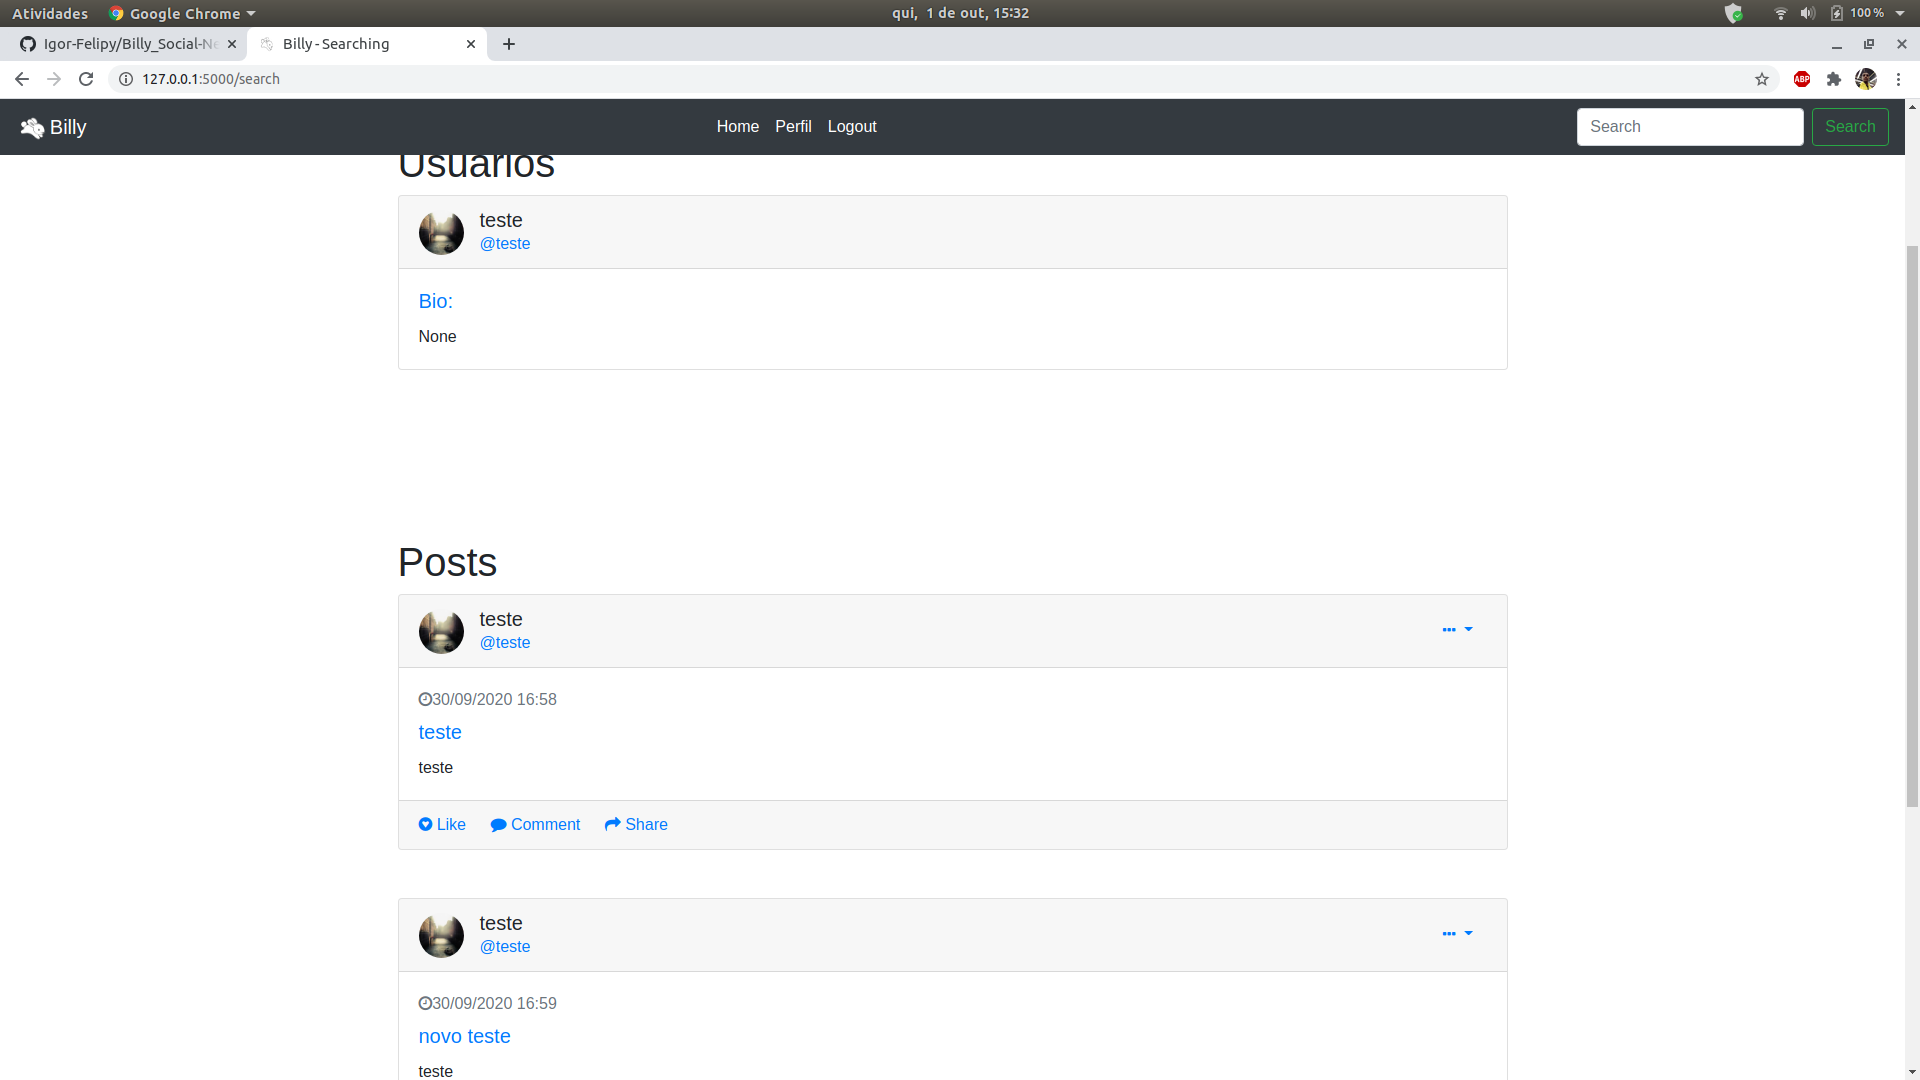 Atividades Google Chrome qui, 1 de out, 15:32 100 %
Igor-Felipy/Billy_Social-Ne Billy - Searching
127.0.0.1:5000/search ABP
Billy Home Perfil Logout Search Search
Usuarios
teste
@teste
Bio:
None
Posts
teste
@teste
30/09/2020 16:58
teste
teste
Like Comment Share
teste
@teste
30/09/2020 16:59
novo teste
teste